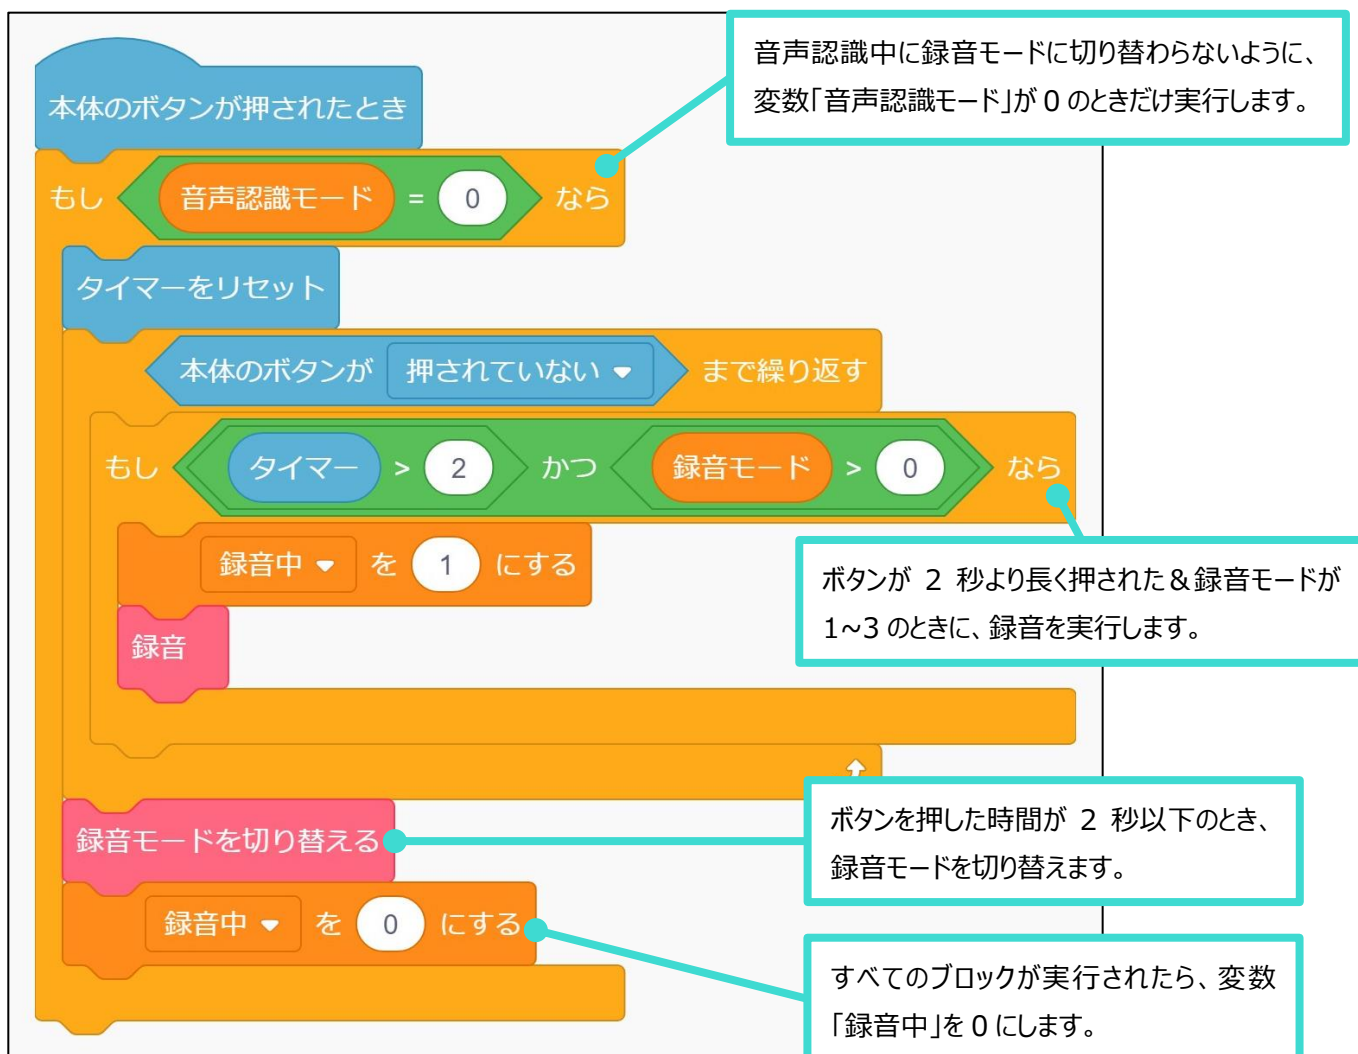 音声認識中に録音モードに切り替わらないように、
変数「音声認識モード」が0のときだけ実行します。
本体のボタンが押されたとき
もし 音声認識モード = 0 なら
タイマーをリセット
本体のボタンが 押されていない まで繰り返す
もし タイマー > 2 かつ 録音モード > 0 なら
録音中 を 1 にする
ボタンが 2 秒より長く押された&録音モードが
1~3のときに、録音を実行します。
録音
録音モードを切り替える
ボタンを押した時間が 2 秒以下のとき、
録音モードを切り替えます。
録音中 を 0 にする
すべてのブロックが実行されたら、変数
「録音中」を0にします。